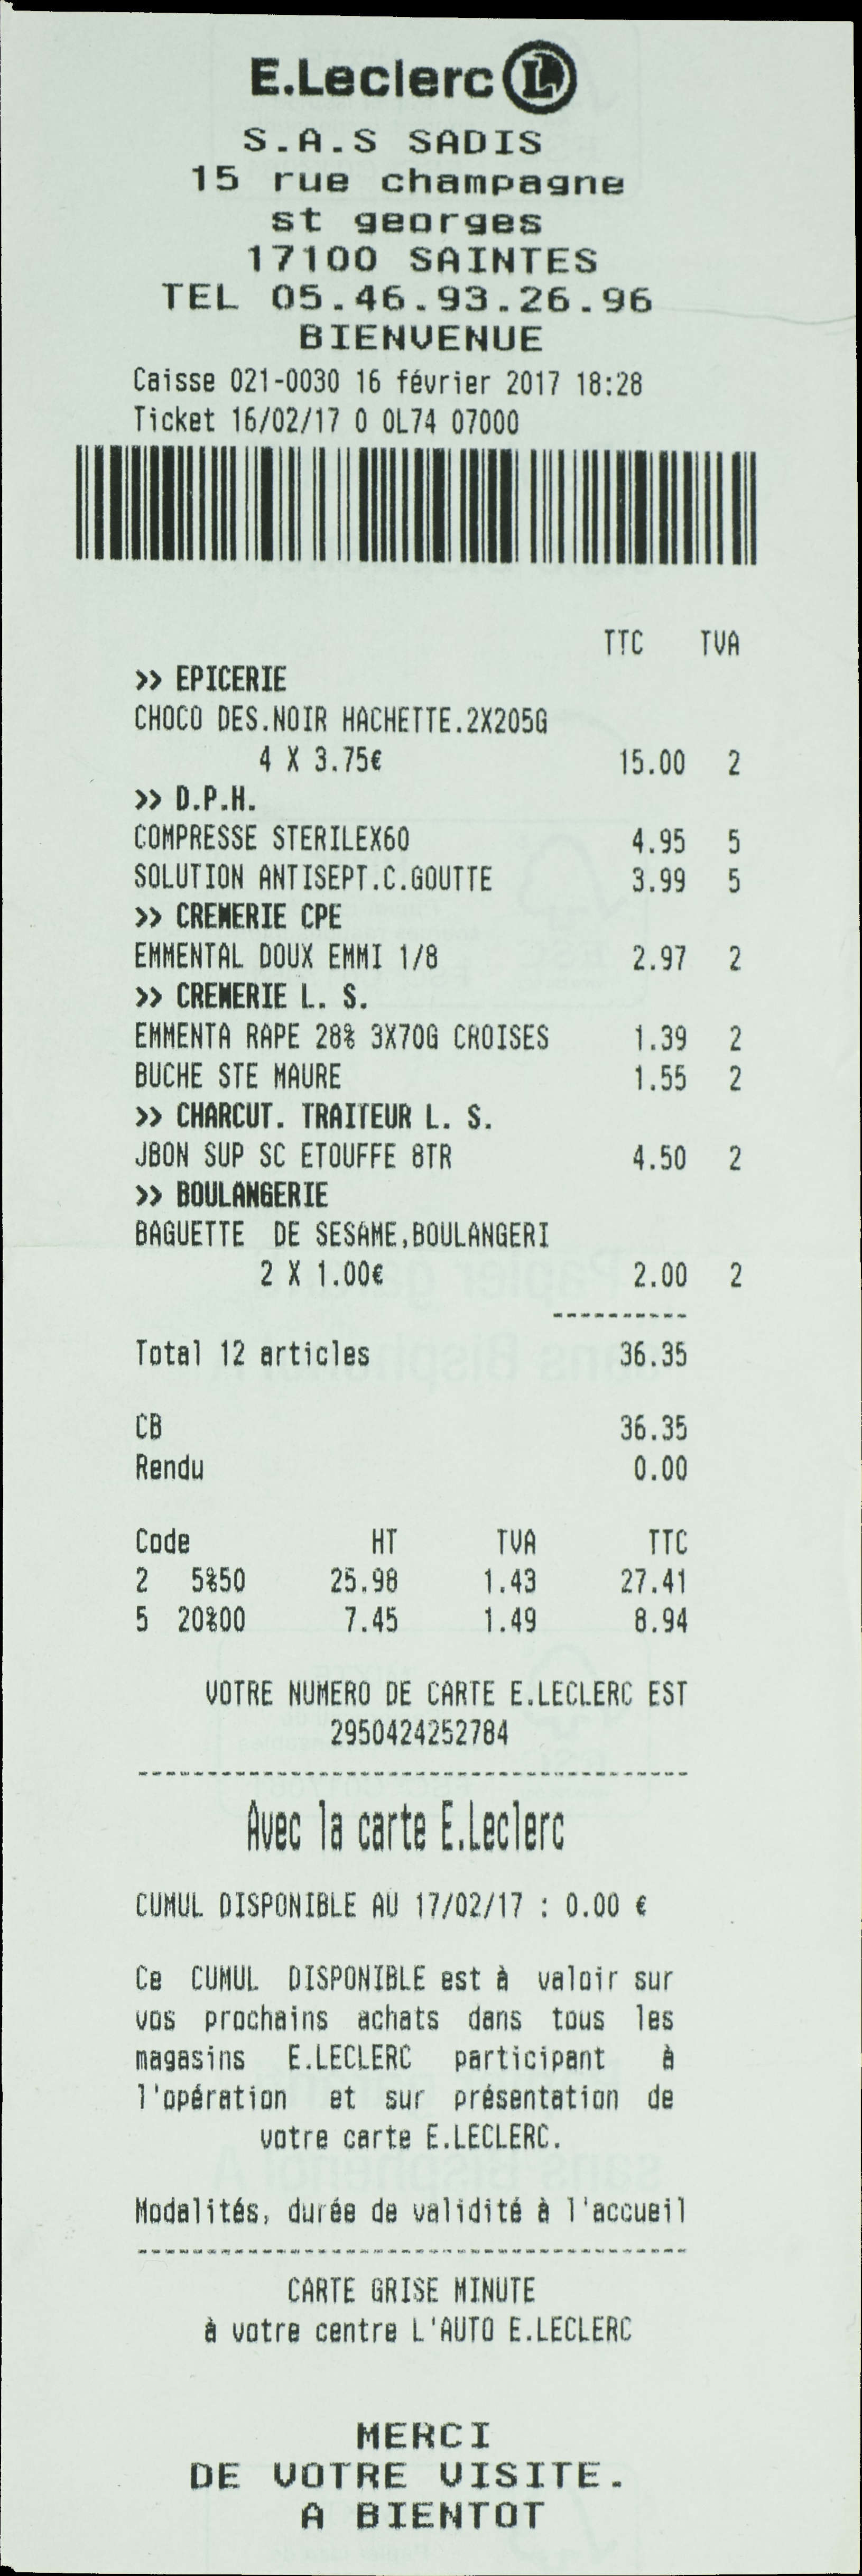 E.Leclerc L
S.A.S SADIS
15 rue champagne
st georges
17100 SAINTES
TEL 05.46.93.26.96
BIENVENUE
Caisse 021-0030 16 février 2017 18:28
Ticket 16/02/17 0 0L74 07000
TTC TVA
>> EPICERIE
CHOCO DES.NOIR HACHETTE.2X205G
4 X 3.75€ 15.00 2
>> D.P.H.
COMPRESSE STERILEX60 4.95 5
SOLUTION ANTISEPT.C.GOUTTE 3.99 5
>> CREMERIE CPE
EMMENTAL DOUX EMMI 1/8 2.97 2
>> CREMERIE L. S.
EMMENTA RAPE 28% 3X70G CROISES 1.39 2
BUCHE STE MAURE 1.55 2
>> CHARCUT. TRAITEUR L. S.
JBON SUP SC ETOUFFE 8TR 4.50 2
>> BOULANGERIE
BAGUETTE DE SESAME,BOULANGERI
2 X 1.00€ 2.00 2
----------
Total 12 articles 36.35
CB 36.35
Rendu 0.00
Code HT TVA TTC
2 5%50 25.98 1.43 27.41
5 20%00 7.45 1.49 8.94
VOTRE NUMERO DE CARTE E.LECLERC EST
2950424252784
----------------------------------------
Avec la carte E.Leclerc
CUMUL DISPONIBLE AU 17/02/17 : 0.00 €
Ce CUMUL DISPONIBLE est à valoir sur
vos prochains achats dans tous les
magasins E.LECLERC participant à
l'opération et sur présentation de
votre carte E.LECLERC.
Modalités, durée de validité à l'accueil
----------------------------------------
CARTE GRISE MINUTE
à votre centre L'AUTO E.LECLERC
MERCI
DE VOTRE VISITE.
A BIENTOT